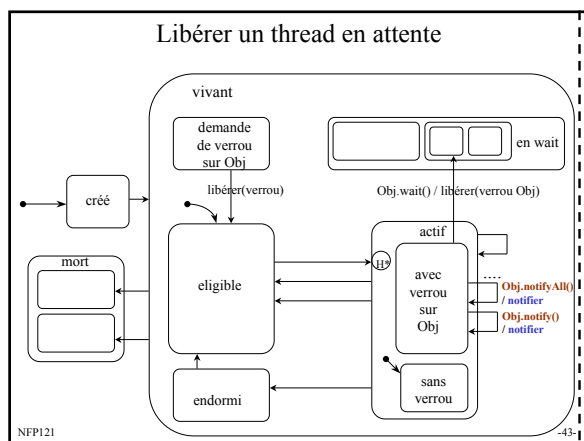 Libérer un thread en attente
vivant
demande
de verrou
sur Obj
en wait
libérer(verrou)
Obj.wait() / libérer(verrou Obj)
créé
actif
mort
eligible
H*
avec
verrou
sur
Obj
....
Obj.notifyAll()
/ notifier
Obj.notify()
/ notifier
endormi
sans
verrou
NFP121
-43-